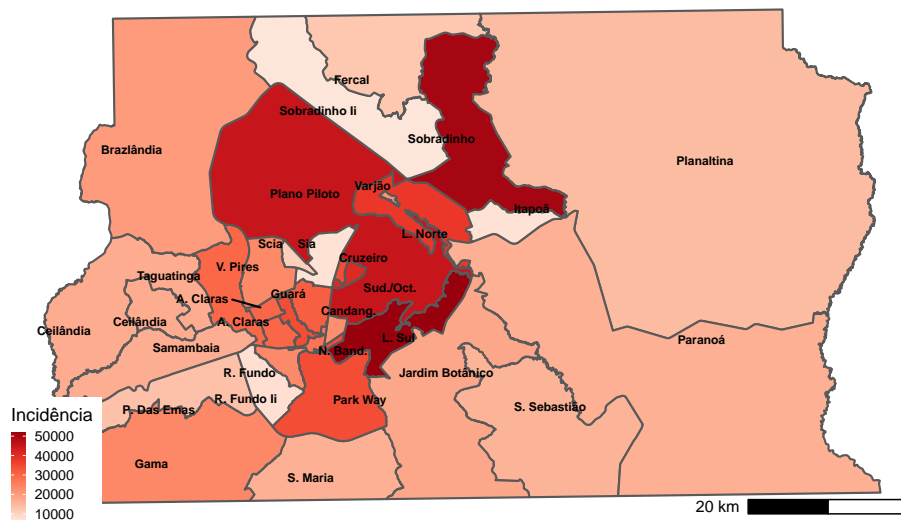 Fercal
Sobradinho Ii
Sobradinho
Brazlândia
Planaltina
Plano Piloto
Varjão
Itapoã
L. Norte
Scia
Sia
Cruzeiro
V. Pires
Taguatinga
Guará
Sud./Oct.
A. Claras
Candang.
Ceilândia
Ceilândia
A. Claras
L. Sul
Paranoá
Samambaia
N. Band.
R. Fundo
Jardim Botânico
R. Fundo Ii
Park Way
P. Das Emas
S. Sebastião
Gama
S. Maria
Incidência
50000
40000
30000
20000
10000
20 km